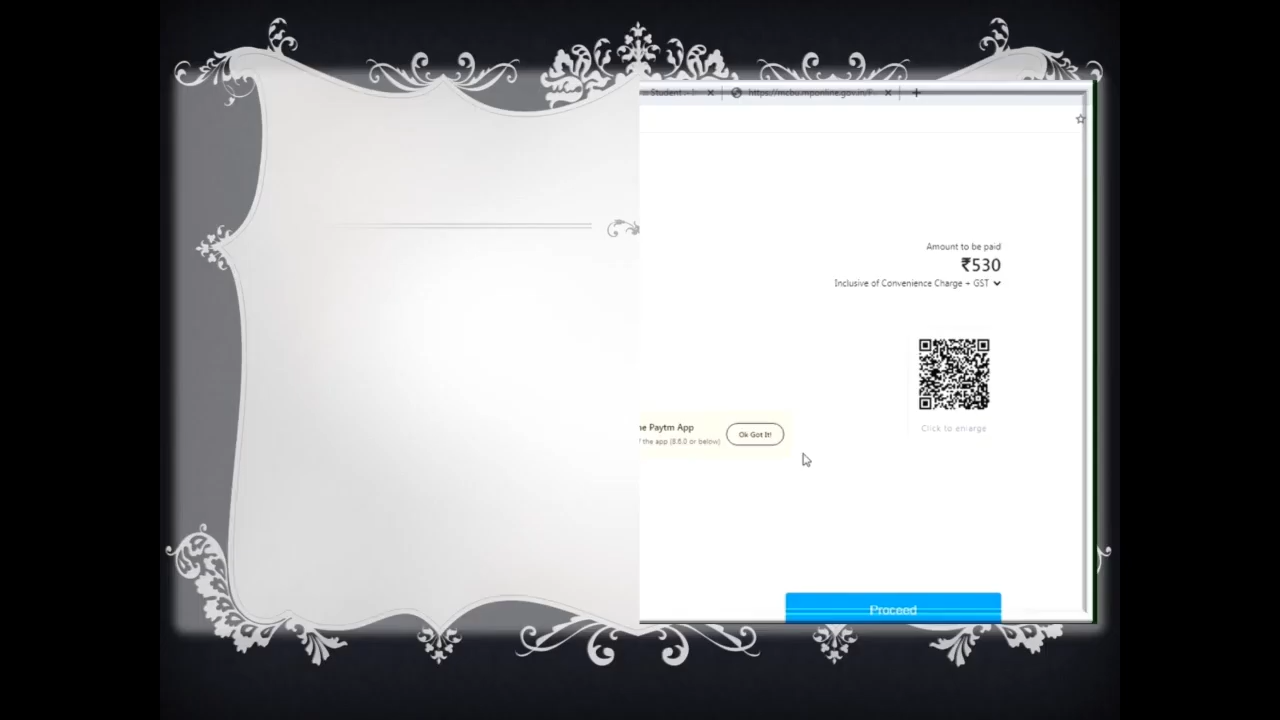 Student
https://mcbu.mponline.gov.in/P
Amount to be paid
₹530
Inclusive of Convenience Charge + GST
Click to enlarge
ne Paytm App
f the app (8.6.0 or below)
Ok Got It!
Proceed